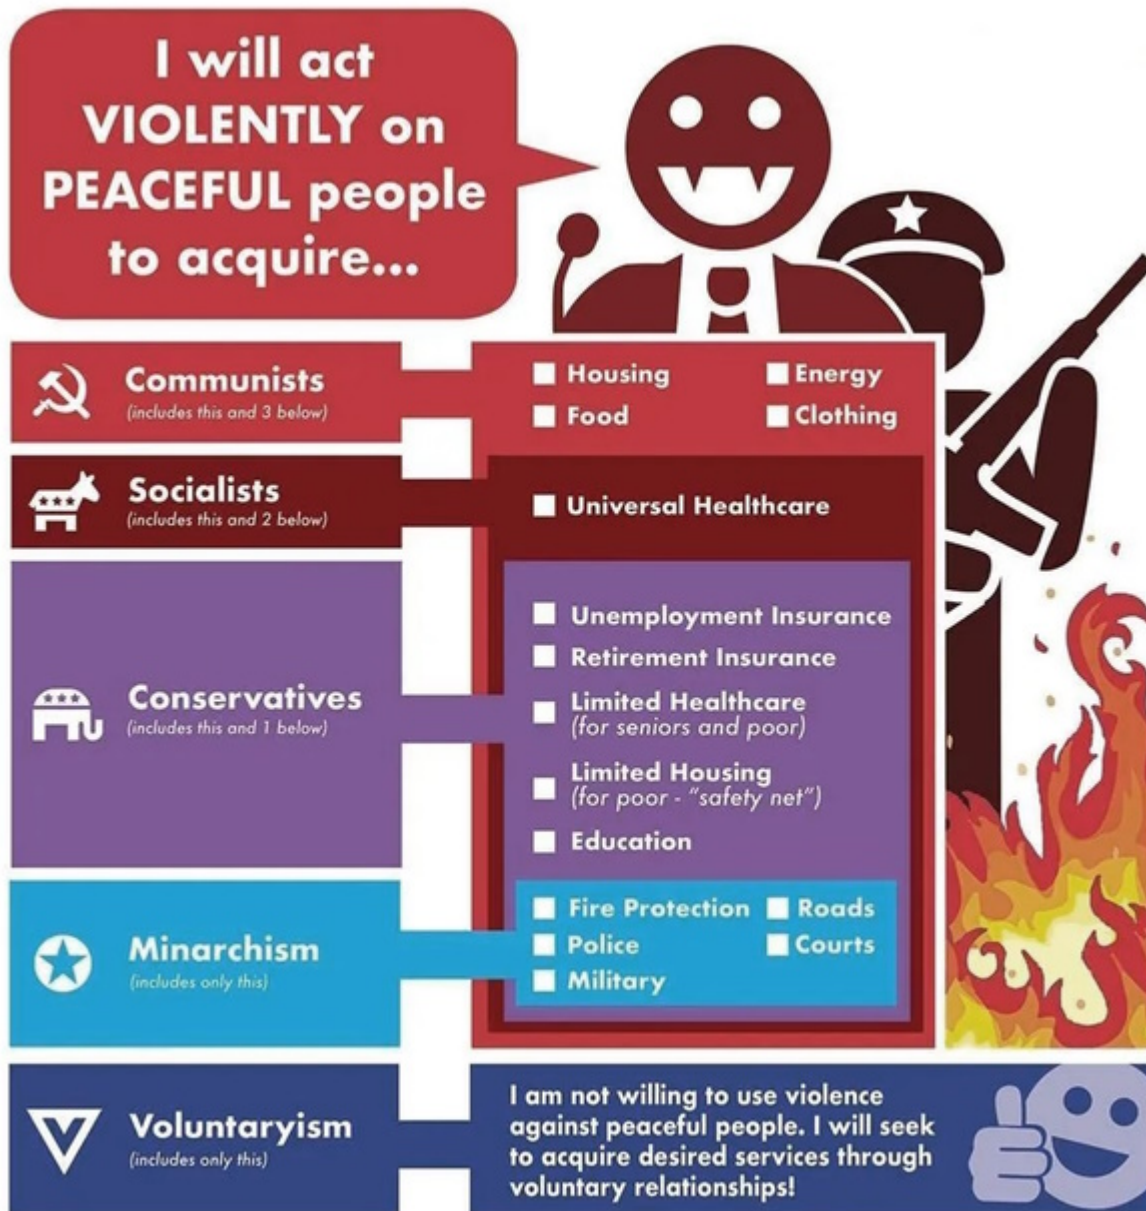 I will act
VIOLENTLY on
PEACEFUL people
to acquire...
Communists
(includes this and 3 below)
Housing
Energy
Food
Clothing
Socialists
(includes this and 2 below)
Universal Healthcare
Conservatives
(includes this and 1 below)
Unemployment Insurance
Retirement Insurance
Limited Healthcare
(for seniors and poor)
Limited Housing
(for poor - “safety net”)
Education
Minarchism
(includes only this)
Fire Protection
Roads
Police
Courts
Military
Voluntaryism
(includes only this)
I am not willing to use violence
against peaceful people. I will seek
to acquire desired services through
voluntary relationships!